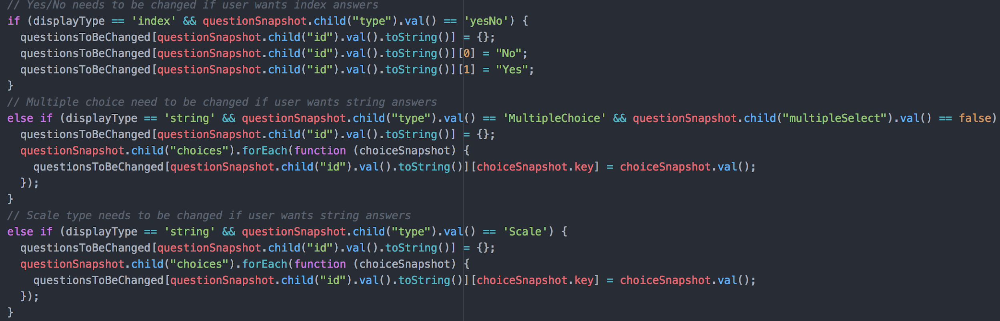 // Yes/No needs to be changed if user wants index answers
if (displayType == 'index' && questionSnapshot.child("type").val() == 'yesNo') {
  questionsToBeChanged[questionSnapshot.child("id").val().toString()] = {};
  questionsToBeChanged[questionSnapshot.child("id").val().toString()][0] = "No";
  questionsToBeChanged[questionSnapshot.child("id").val().toString()][1] = "Yes";
}
// Multiple choice need to be changed if user wants string answers
else if (displayType == 'string' && questionSnapshot.child("type").val() == 'MultipleChoice' && questionSnapshot.child("multipleSelect").val() == false)
  questionsToBeChanged[questionSnapshot.child("id").val().toString()] = {};
  questionSnapshot.child("choices").forEach(function (choiceSnapshot) {
    questionsToBeChanged[questionSnapshot.child("id").val().toString()][choiceSnapshot.key] = choiceSnapshot.val();
  });
}
// Scale type needs to be changed if user wants string answers
else if (displayType == 'string' && questionSnapshot.child("type").val() == 'Scale') {
  questionsToBeChanged[questionSnapshot.child("id").val().toString()] = {};
  questionSnapshot.child("choices").forEach(function (choiceSnapshot) {
    questionsToBeChanged[questionSnapshot.child("id").val().toString()][choiceSnapshot.key] = choiceSnapshot.val();
  });
}